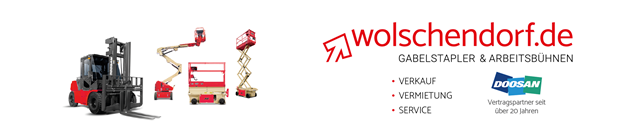 wolschendorf.de
GABELSTAPLER & ARBEITSBÜHNEN
• VERKAUF
• VERMIETUNG
• SERVICE
DOOSAN
Vertragspartner seit
über 20 Jahren